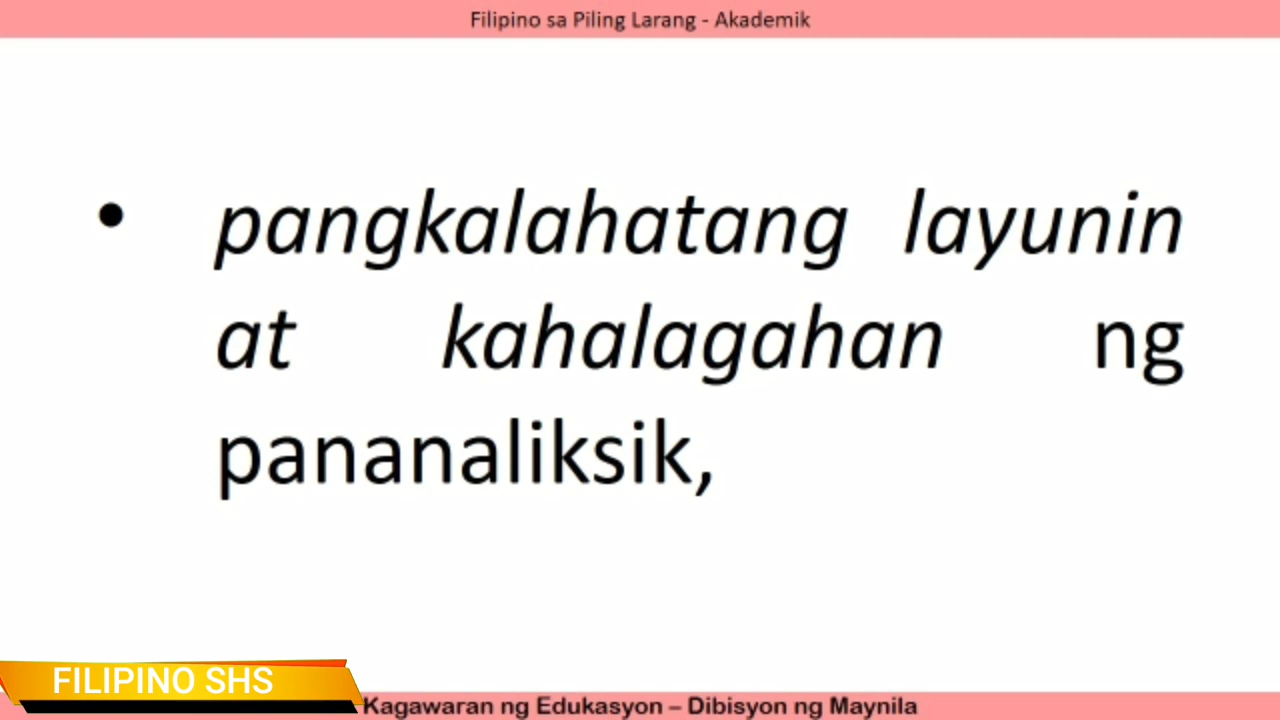 Filipino sa Piling Larang - Akademik
• pangkalahatang layunin
at kahalagahan ng
pananaliksik,
FILIPINO SHS
Kagawaran ng Edukasyon – Dibisyon ng Maynila